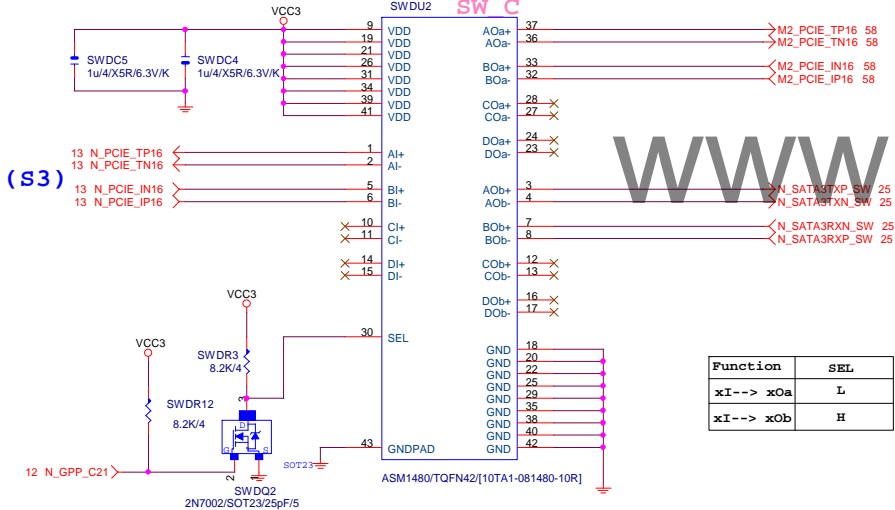 SWDU2
SW_C
VCC3
9 VDD
19 VDD
21 VDD
26 VDD
31 VDD
34 VDD
39 VDD
41 VDD
SWDC5
1u/4/X5R/6.3V/K
SWDC4
1u/4/X5R/6.3V/K
AOa+ 37 M2_PCIE_TP16 58
AOa- 36 M2_PCIE_TN16 58
BOa+ 33 M2_PCIE_IN16 58
BOa- 32 M2_PCIE_IP16 58
COa+ 28
COa- 27
DOa+ 24
DOa- 23
www
13 N_PCIE_TP16 1 AI+
13 N_PCIE_TN16 2 AI-
(S3)
13 N_PCIE_IN16 5 BI+
13 N_PCIE_IP16 6 BI-
10 CI+
11 CI-
14 DI+
15 DI-
AOb+ 3 N_SATA3TXP_SW 25
AOb- 4 N_SATA3TXN_SW 25
BOb+ 7 N_SATA3RXN_SW 25
BOb- 8 N_SATA3RXP_SW 25
COb+ 12
COb- 13
DOb+ 16
DOb- 17
VCC3
30 SEL
SWDR3
8.2K/4
VCC3
SWDR12
8.2K/4
3
D
G S
2 1
12 N_GPP_C21
SWDQ2
2N7002/SOT23/25pF/5
SOT23
43 GNDPAD
GND 18
GND 20
GND 22
GND 25
GND 29
GND 35
GND 38
GND 40
GND 42
ASM1480/TQFN42/[10TA1-081480-10R]
Function SEL
xI--> xOa L
xI--> xOb H